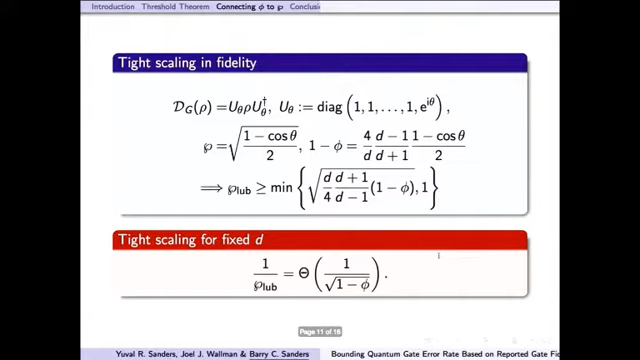 Introduction Threshold Theorem Connecting ϕ to ℘ Conclusi
Tight scaling in fidelity
𝒟_G(ρ) =U_θρU_θ^†, U_θ := diag (1, 1, . . . , 1, e^{iθ}) ,
℘ =√((1 − cos θ)/2), 1 − ϕ = (4/d) (d − 1)/(d + 1) (1 − cos θ)/2
⟹ ℘_lub ≥ min {√((d/4) (d + 1)/(d − 1) (1 − ϕ)), 1}
Tight scaling for fixed d
1/℘_lub = Θ (1/√(1 − ϕ)) .
Page 11 of 16
Yuval R. Sanders, Joel J. Wallman & Barry C. Sanders Bounding Quantum Gate Error Rate Based on Reported Gate Fi